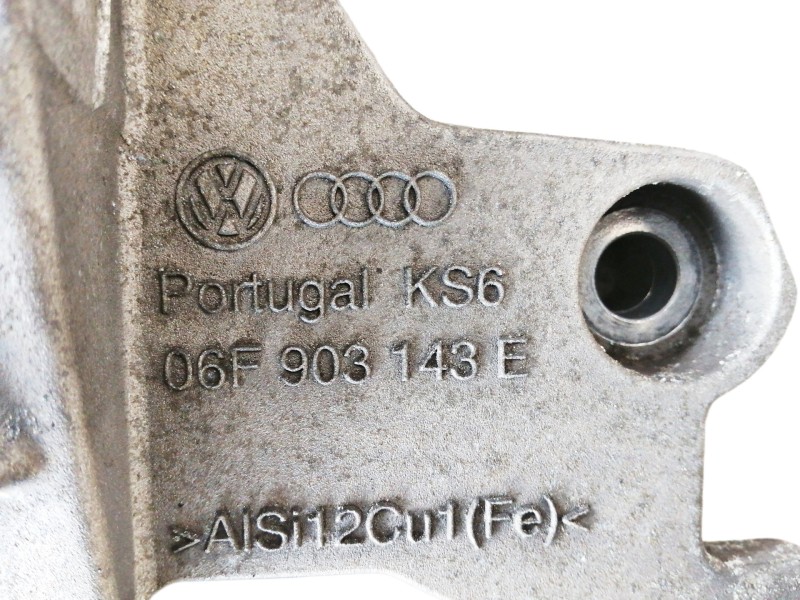 Portugal KS6
06F 903 143 E
>AlSi12Cu1(Fe)<